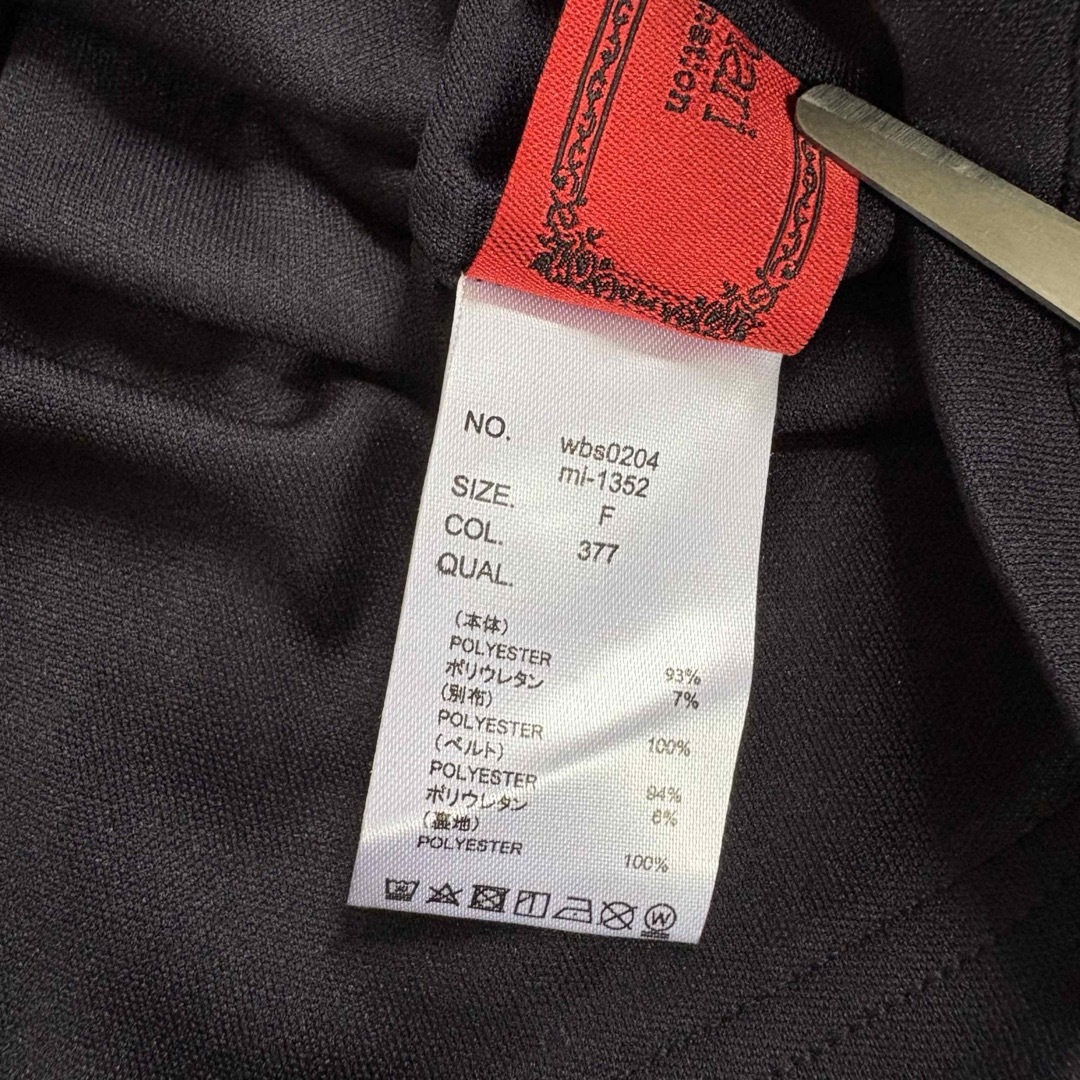 NO. wbs0204
mi-1352
SIZE. F
COL. 377
QUAL.
(本体)
POLYESTER 93%
ポリウレタン 7%
(別布)
POLYESTER 100%
(ベルト)
POLYESTER 94%
ポリウレタン 6%
(裏地)
POLYESTER 100%
W